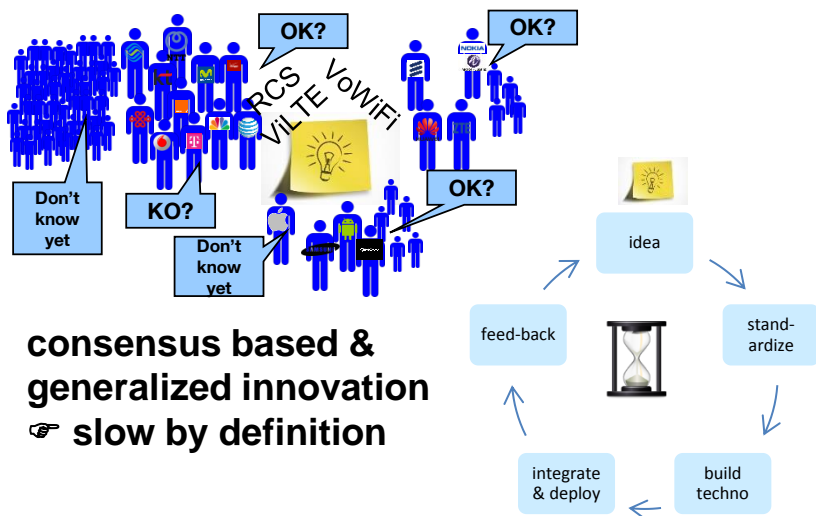 OK?
OK?
RCS
ViLTE
VoWiFi
NOKIA
ZTE
Don't
know
yet
KO?
OK?
Don't
know
yet
idea
feed-back
stand-
ardize
integrate
& deploy
build
techno
consensus based &
generalized innovation
☞ slow by definition